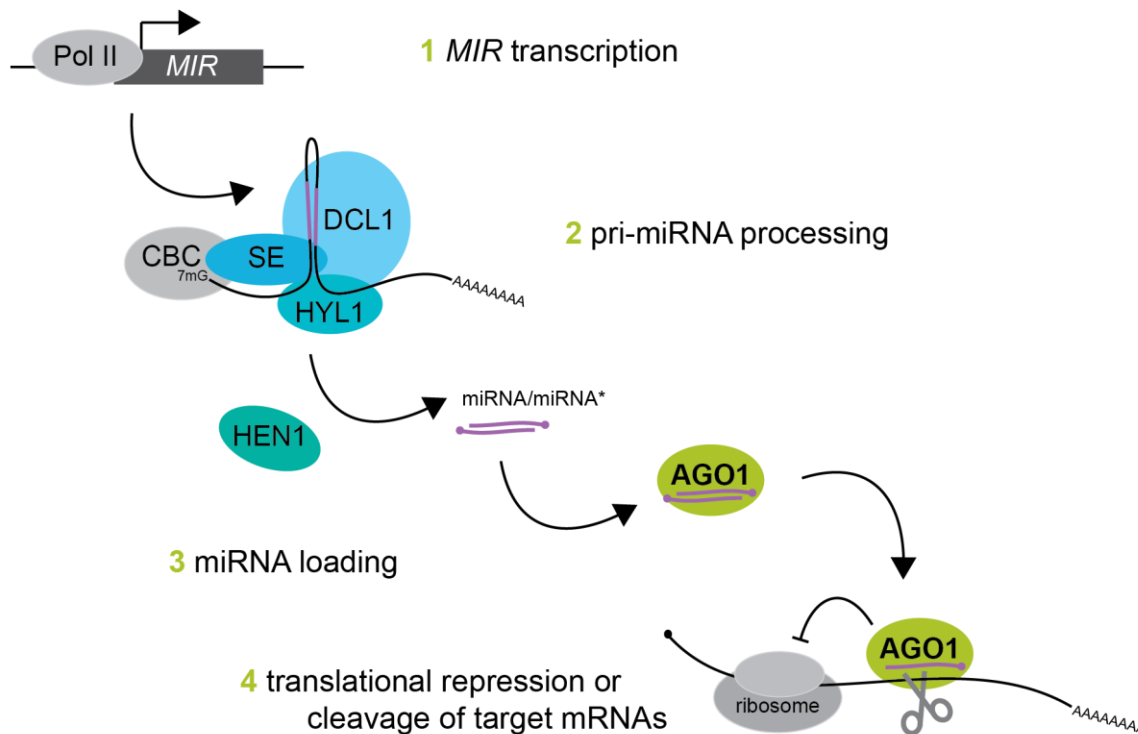 Pol II
MIR
1 MIR transcription
DCL1
2 pri-miRNA processing
CBC
SE
7mG
AAAAAAAA
HYL1
miRNA/miRNA*
HEN1
AGO1
3 miRNA loading
AGO1
4 translational repression or
cleavage of target mRNAs
ribosome
AAAAAAAA